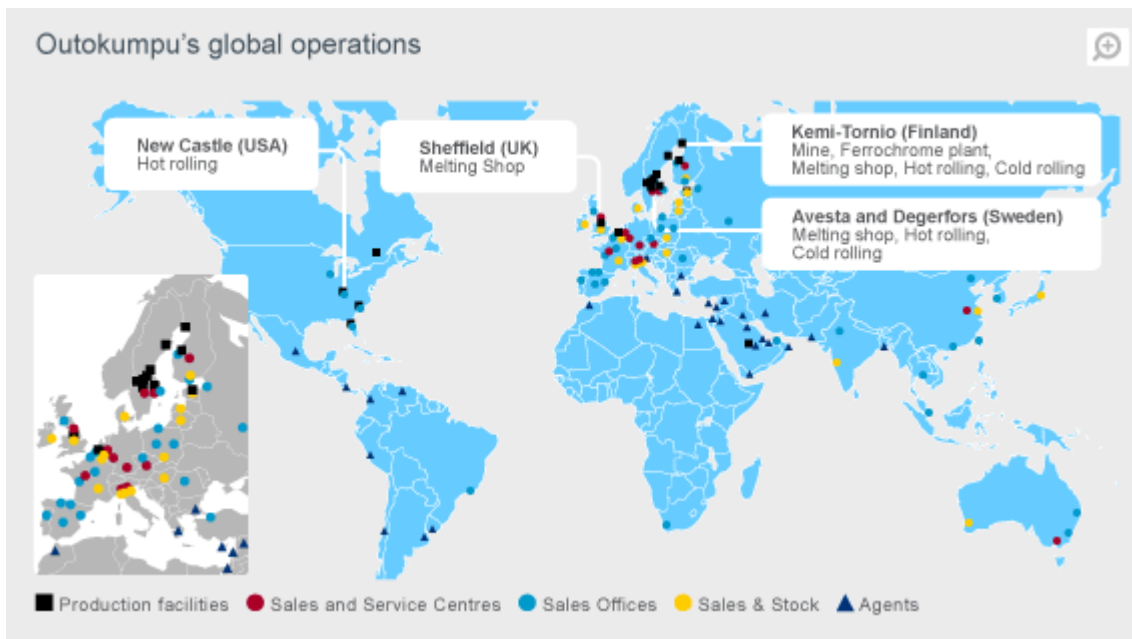 Outokumpu's global operations
New Castle (USA)
Hot rolling
Sheffield (UK)
Melting Shop
Kemi-Tornio (Finland)
Mine, Ferrochrome plant,
Melting shop, Hot rolling, Cold rolling
Avesta and Degerfors (Sweden)
Melting shop, Hot rolling,
Cold rolling
Production facilities
Sales and Service Centres
Sales Offices
Sales & Stock
Agents